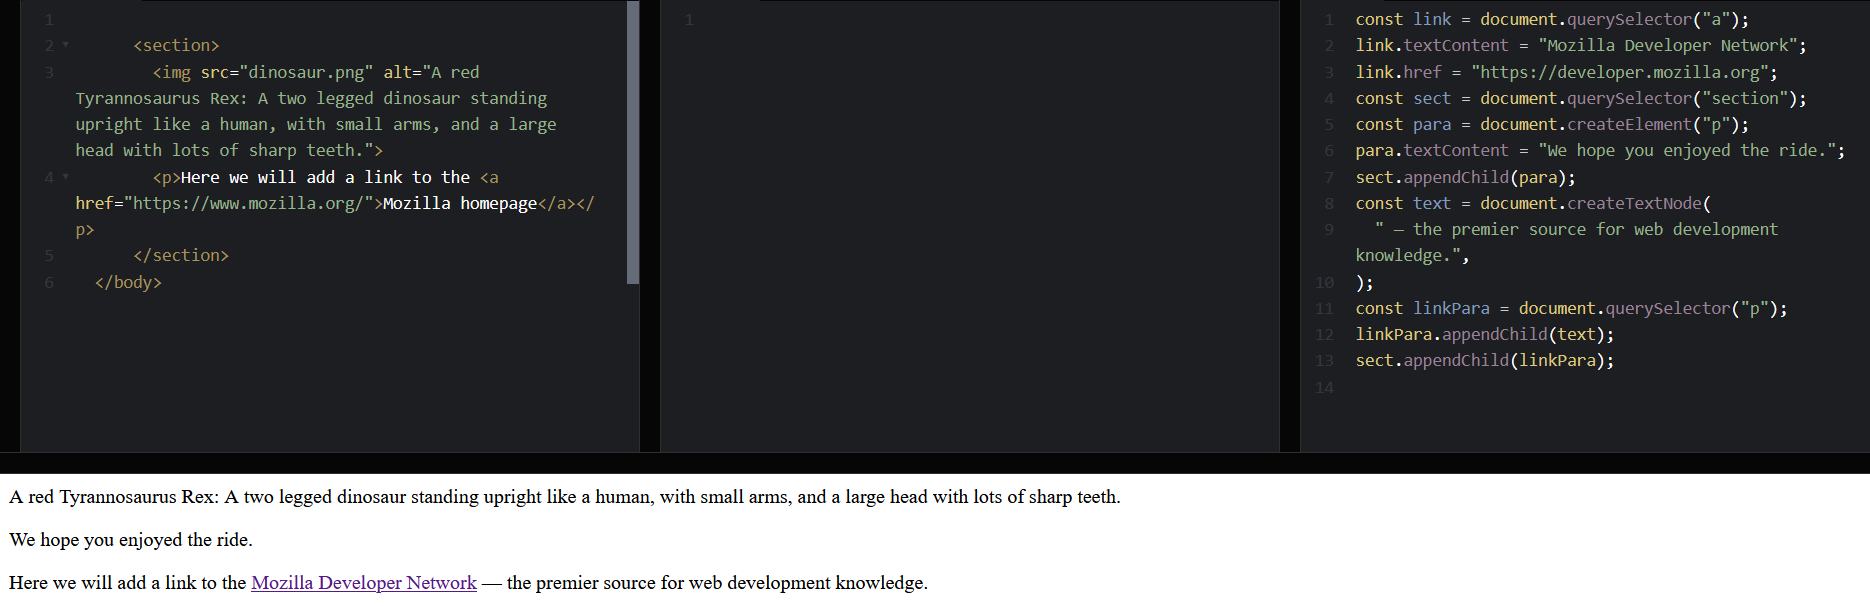 1
2 <section>
3 <img src="dinosaur.png" alt="A red
Tyrannosaurus Rex: A two legged dinosaur standing
upright like a human, with small arms, and a large
head with lots of sharp teeth.">
4 <p>Here we will add a link to the <a
href="https://www.mozilla.org/">Mozilla homepage</a></
p>
5 </section>
6 </body>
1
1 const link = document.querySelector("a");
2 link.textContent = "Mozilla Developer Network";
3 link.href = "https://developer.mozilla.org";
4 const sect = document.querySelector("section");
5 const para = document.createElement("p");
6 para.textContent = "We hope you enjoyed the ride.";
7 sect.appendChild(para);
8 const text = document.createTextNode(
9 " — the premier source for web development
knowledge.",
10 );
11 const linkPara = document.querySelector("p");
12 linkPara.appendChild(text);
13 sect.appendChild(linkPara);
14
A red Tyrannosaurus Rex: A two legged dinosaur standing upright like a human, with small arms, and a large head with lots of sharp teeth.
We hope you enjoyed the ride.
Here we will add a link to the Mozilla Developer Network — the premier source for web development knowledge.